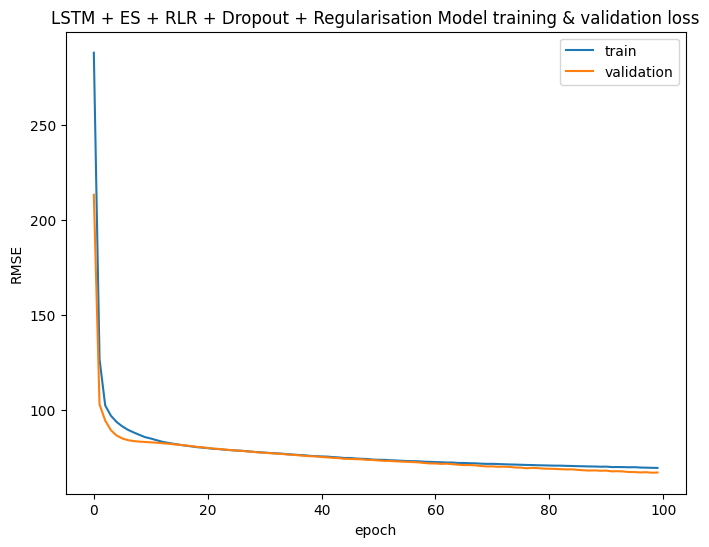 LSTM + ES + RLR + Dropout + Regularisation Model training & validation loss
train
validation
250
200
150
100
RMSE
0
20
40
60
80
100
epoch